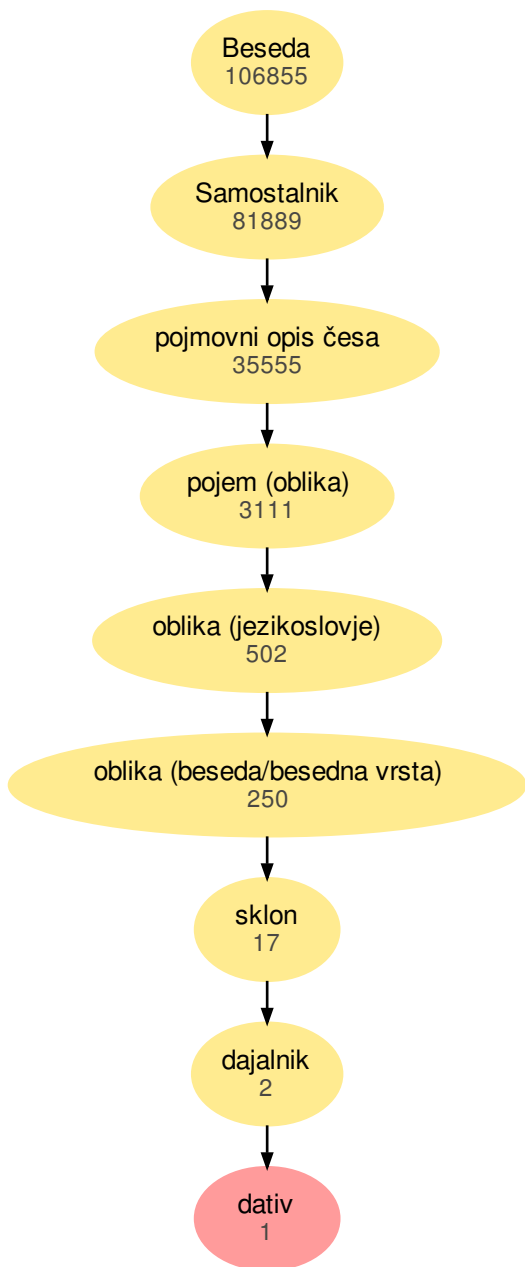 Beseda
106855
Samostalnik
81889
pojmovni opis česa
35555
pojem (oblika)
3111
oblika (jezikoslovje)
502
oblika (beseda/besedna vrsta)
250
sklon
17
dajalnik
2
dativ
1